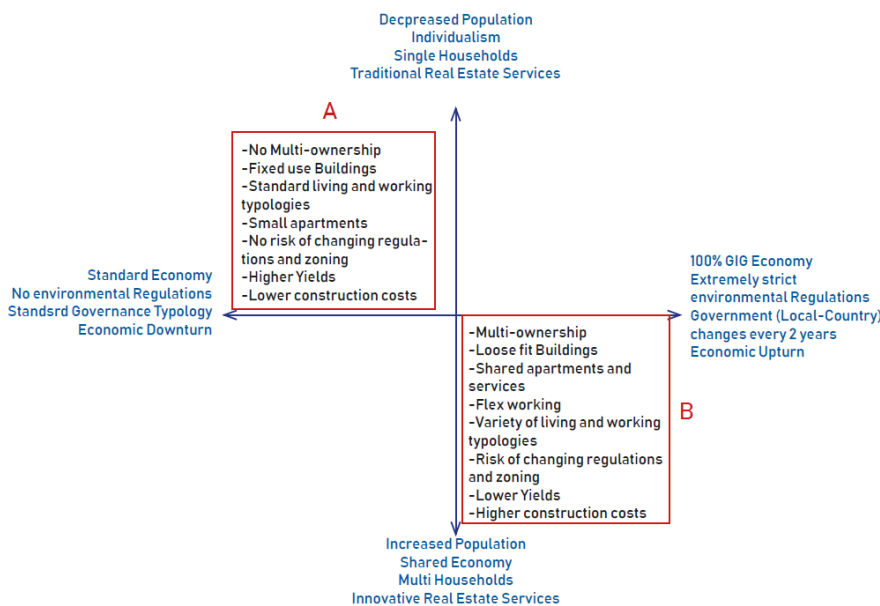 Decpreased Population
Individualism
Single Households
Traditional Real Estate Services
A
-No Multi-ownership
-Fixed use Buildings
-Standard living and working
typologies
-Small apartments
-No risk of changing regula-
tions and zoning
-Higher Yields
-Lower construction costs
Standard Economy
No environmental Regulations
Standsrd Governance Typology
Economic Downturn
100% GIG Economy
Extremely strict
environmental Regulations
Government (Local-Country)
changes every 2 years
Economic Upturn
-Multi-ownership
-Loose fit Buildings
-Shared apartments and
services
-Flex working
-Variety of living and working
typologies
-Risk of changing regulations
and zoning
-Lower Yields
-Higher construction costs
B
Increased Population
Shared Economy
Multi Households
Innovative Real Estate Services